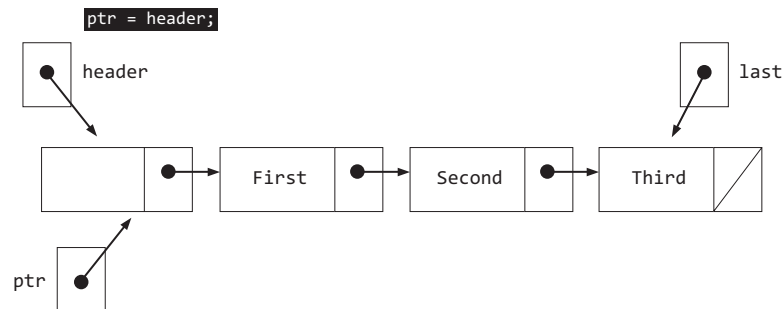 ptr = header;
header
last
First
Second
Third
ptr